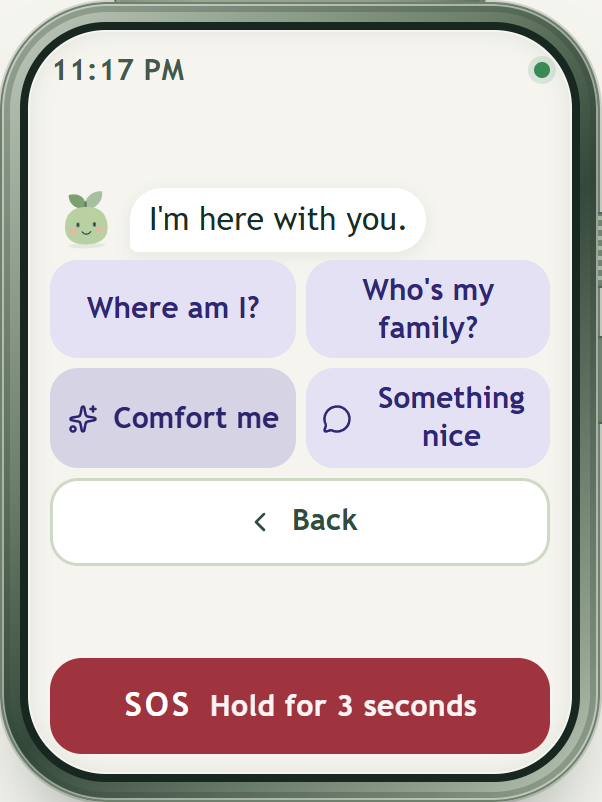 11:17 PM
I'm here with you.
Where am I?
Who's my
family?
Comfort me
Something
nice
Back
SOS Hold for 3 seconds